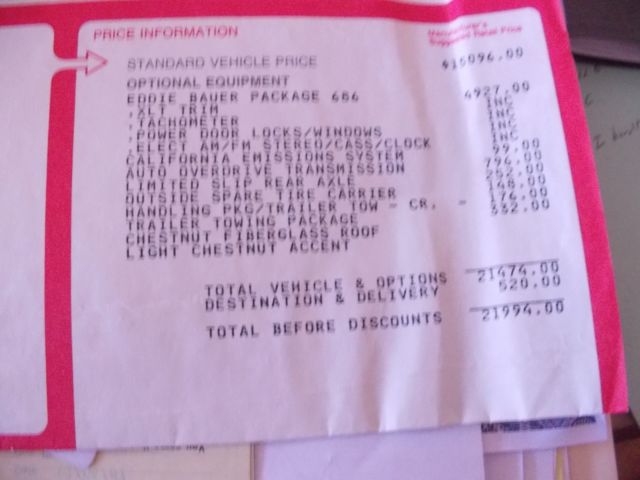 PRICE INFORMATION
Manufacturer's
Suggested Retail Price
STANDARD VEHICLE PRICE $15096.00
OPTIONAL EQUIPMENT
EDDIE BAUER PACKAGE 686 4927.00
.XLT TRIM INC
.TACHOMETER INC
.POWER DOOR LOCKS/WINDOWS INC
.ELECT AM/FM STEREO/CASS/CLOCK INC
CALIFORNIA EMISSIONS SYSTEM 99.00
AUTO OVERDRIVE TRANSMISSION 796.00
LIMITED SLIP REAR AXLE 252.00
OUTSIDE SPARE TIRE CARRIER 148.00
HANDLING PKG/TRAILER TOW - CR. - 176.00
TRAILER TOWING PACKAGE 332.00
CHESTNUT FIBERGLASS ROOF
LIGHT CHESTNUT ACCENT
TOTAL VEHICLE & OPTIONS 21474.00
DESTINATION & DELIVERY 520.00
TOTAL BEFORE DISCOUNTS 21994.00